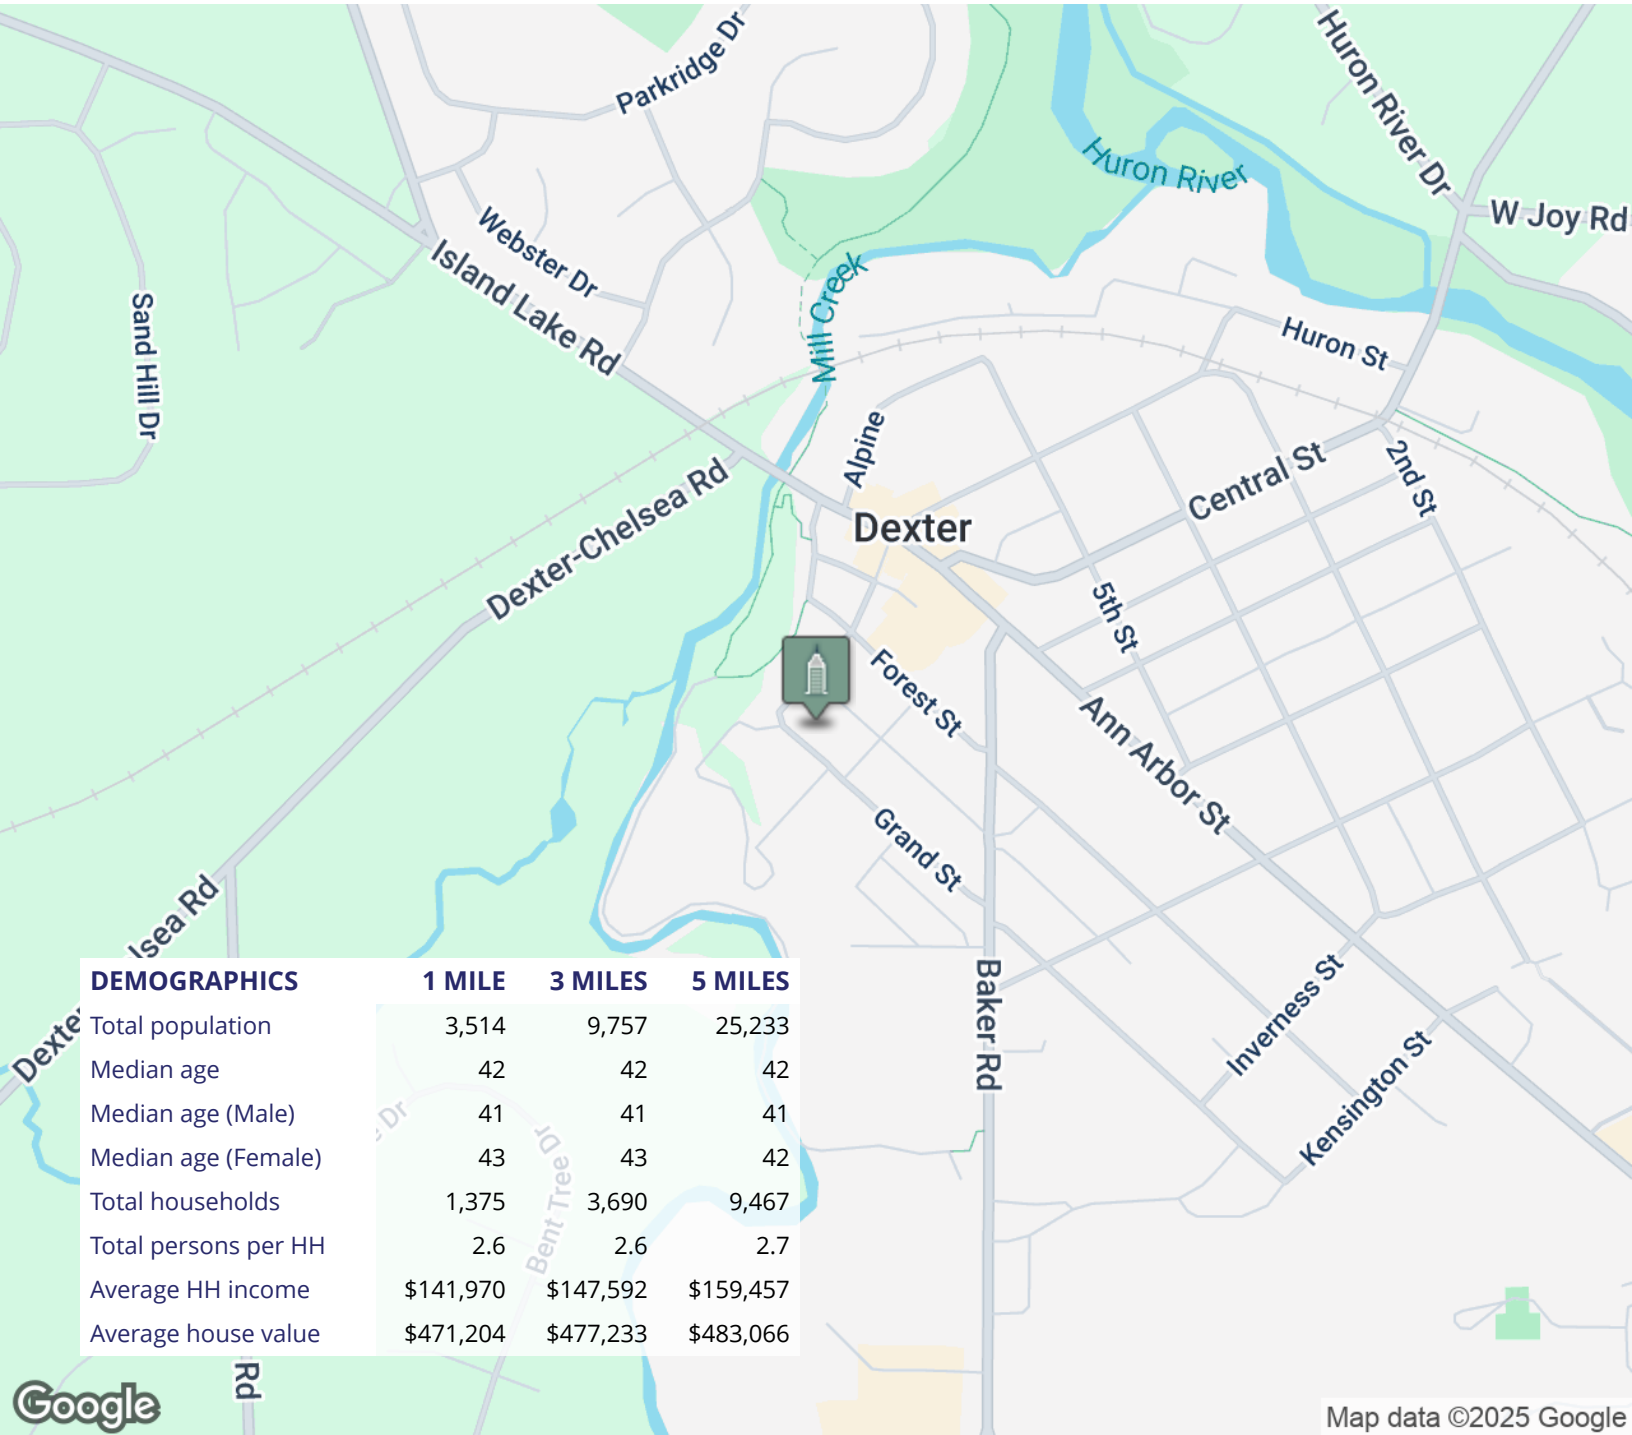 Parkridge Dr
Huron River Dr
Huron River
W Joy Rd
Webster Dr
Island Lake Rd
Mill Creek
Sand Hill Dr
Huron St
Alpine
Central St
2nd St
Dexter-Chelsea Rd
Dexter
5th St
Forest St
Ann Arbor St
Grand St
lsea Rd
Dexter
Baker Rd
Inverness St
Kensington St
DEMOGRAPHICS 1 MILE 3 MILES 5 MILES
Total population 3,514 9,757 25,233
Median age 42 42 42
Median age (Male) 41 41 41
Median age (Female) 43 43 42
Total households 1,375 3,690 9,467
Total persons per HH 2.6 2.6 2.7
Average HH income $141,970 $147,592 $159,457
Average house value $471,204 $477,233 $483,066
Dr
Bent Tree Dr
Rd
Google
Map data ©2025 Google